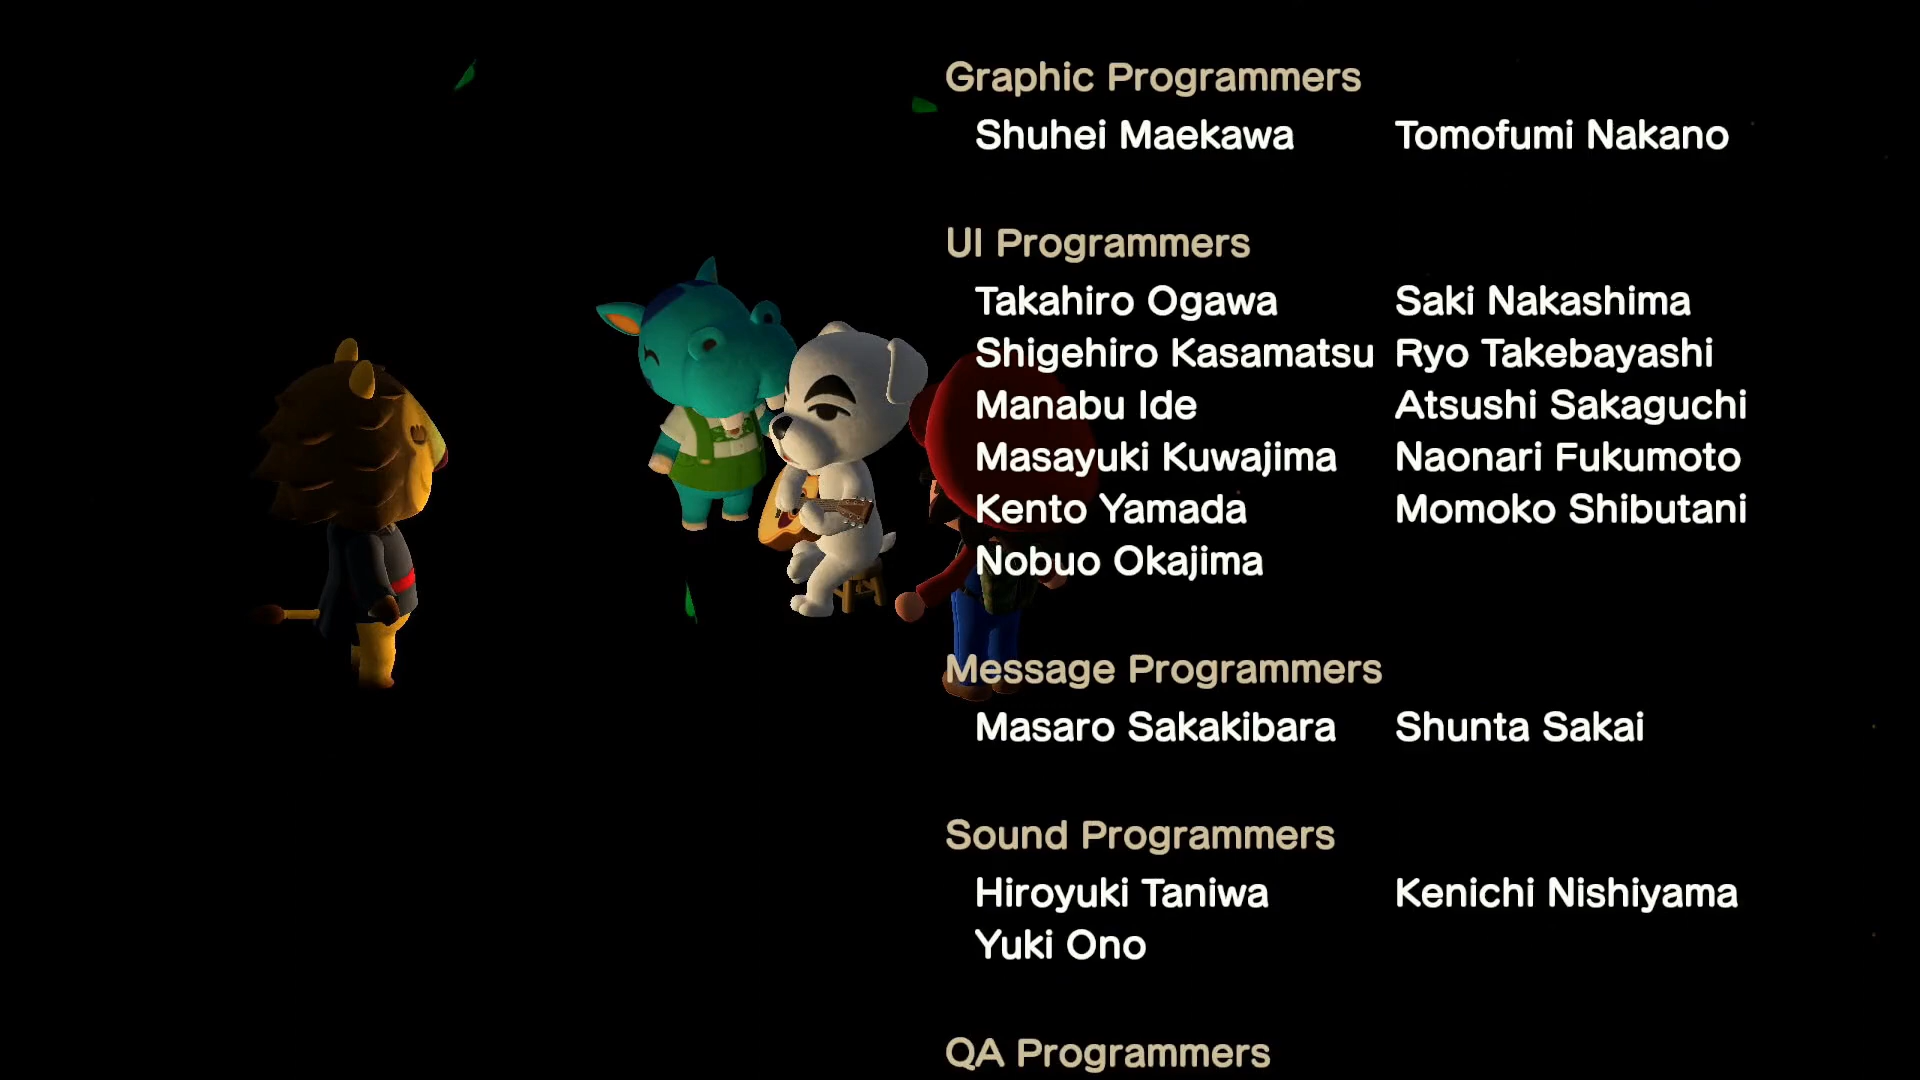 Graphic Programmers
Shuhei Maekawa Tomofumi Nakano
UI Programmers
Takahiro Ogawa Saki Nakashima
Shigehiro Kasamatsu Ryo Takebayashi
Manabu Ide Atsushi Sakaguchi
Masayuki Kuwajima Naonari Fukumoto
Kento Yamada Momoko Shibutani
Nobuo Okajima
Message Programmers
Masaro Sakakibara Shunta Sakai
Sound Programmers
Hiroyuki Taniwa Kenichi Nishiyama
Yuki Ono
QA Programmers